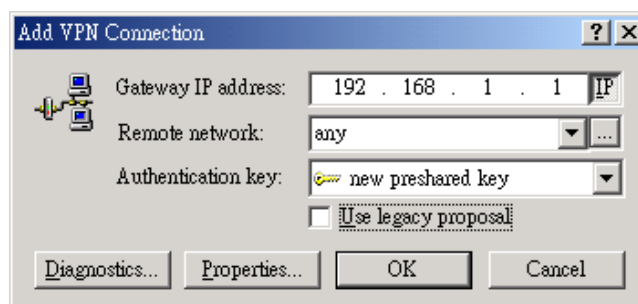 Add VPN Connection
Gateway IP address: 192 . 168 . 1 . 1 IP
Remote network: any ...
Authentication key: new preshared key
Use legacy proposal
Diagnostics... Properties... OK Cancel